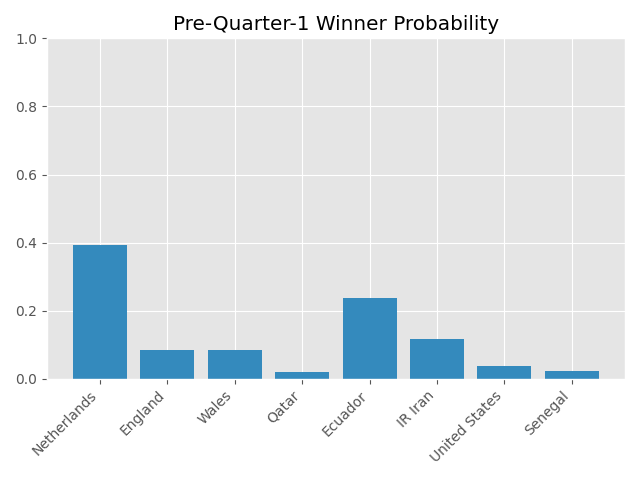 Pre-Quarter-1 Winner Probability
1.0
0.8
0.6
0.4
0.2
0.0
Netherlands
England
Wales
Qatar
Ecuador
IR Iran
United States
Senegal